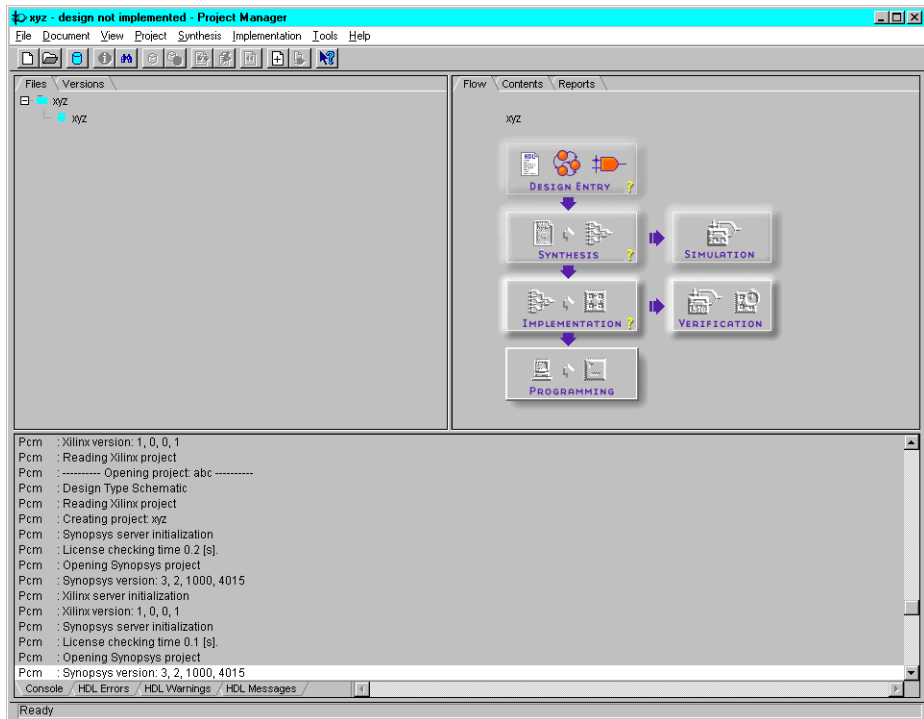 xyz - design not implemented - Project Manager
File Document View Project Synthesis Implementation Tools Help
Files Versions
xyz
xyz
Flow Contents Reports
xyz
HDL
DESIGN ENTRY ?
SYNTHESIS ?
SIMULATION
IMPLEMENTATION ?
VERIFICATION
PROGRAMMING
Pcm : Xilinx version: 1, 0, 0, 1
Pcm : Reading Xilinx project
Pcm : ---------- Opening project: abc ----------
Pcm : Design Type Schematic
Pcm : Reading Xilinx project
Pcm : Creating project: xyz
Pcm : Synopsys server initialization
Pcm : License checking time 0.2 [s].
Pcm : Opening Synopsys project
Pcm : Synopsys version: 3, 2, 1000, 4015
Pcm : Xilinx server initialization
Pcm : Xilinx version: 1, 0, 0, 1
Pcm : Synopsys server initialization
Pcm : License checking time 0.1 [s].
Pcm : Opening Synopsys project
Pcm : Synopsys version: 3, 2, 1000, 4015
Console HDL Errors HDL Warnings HDL Messages
Ready